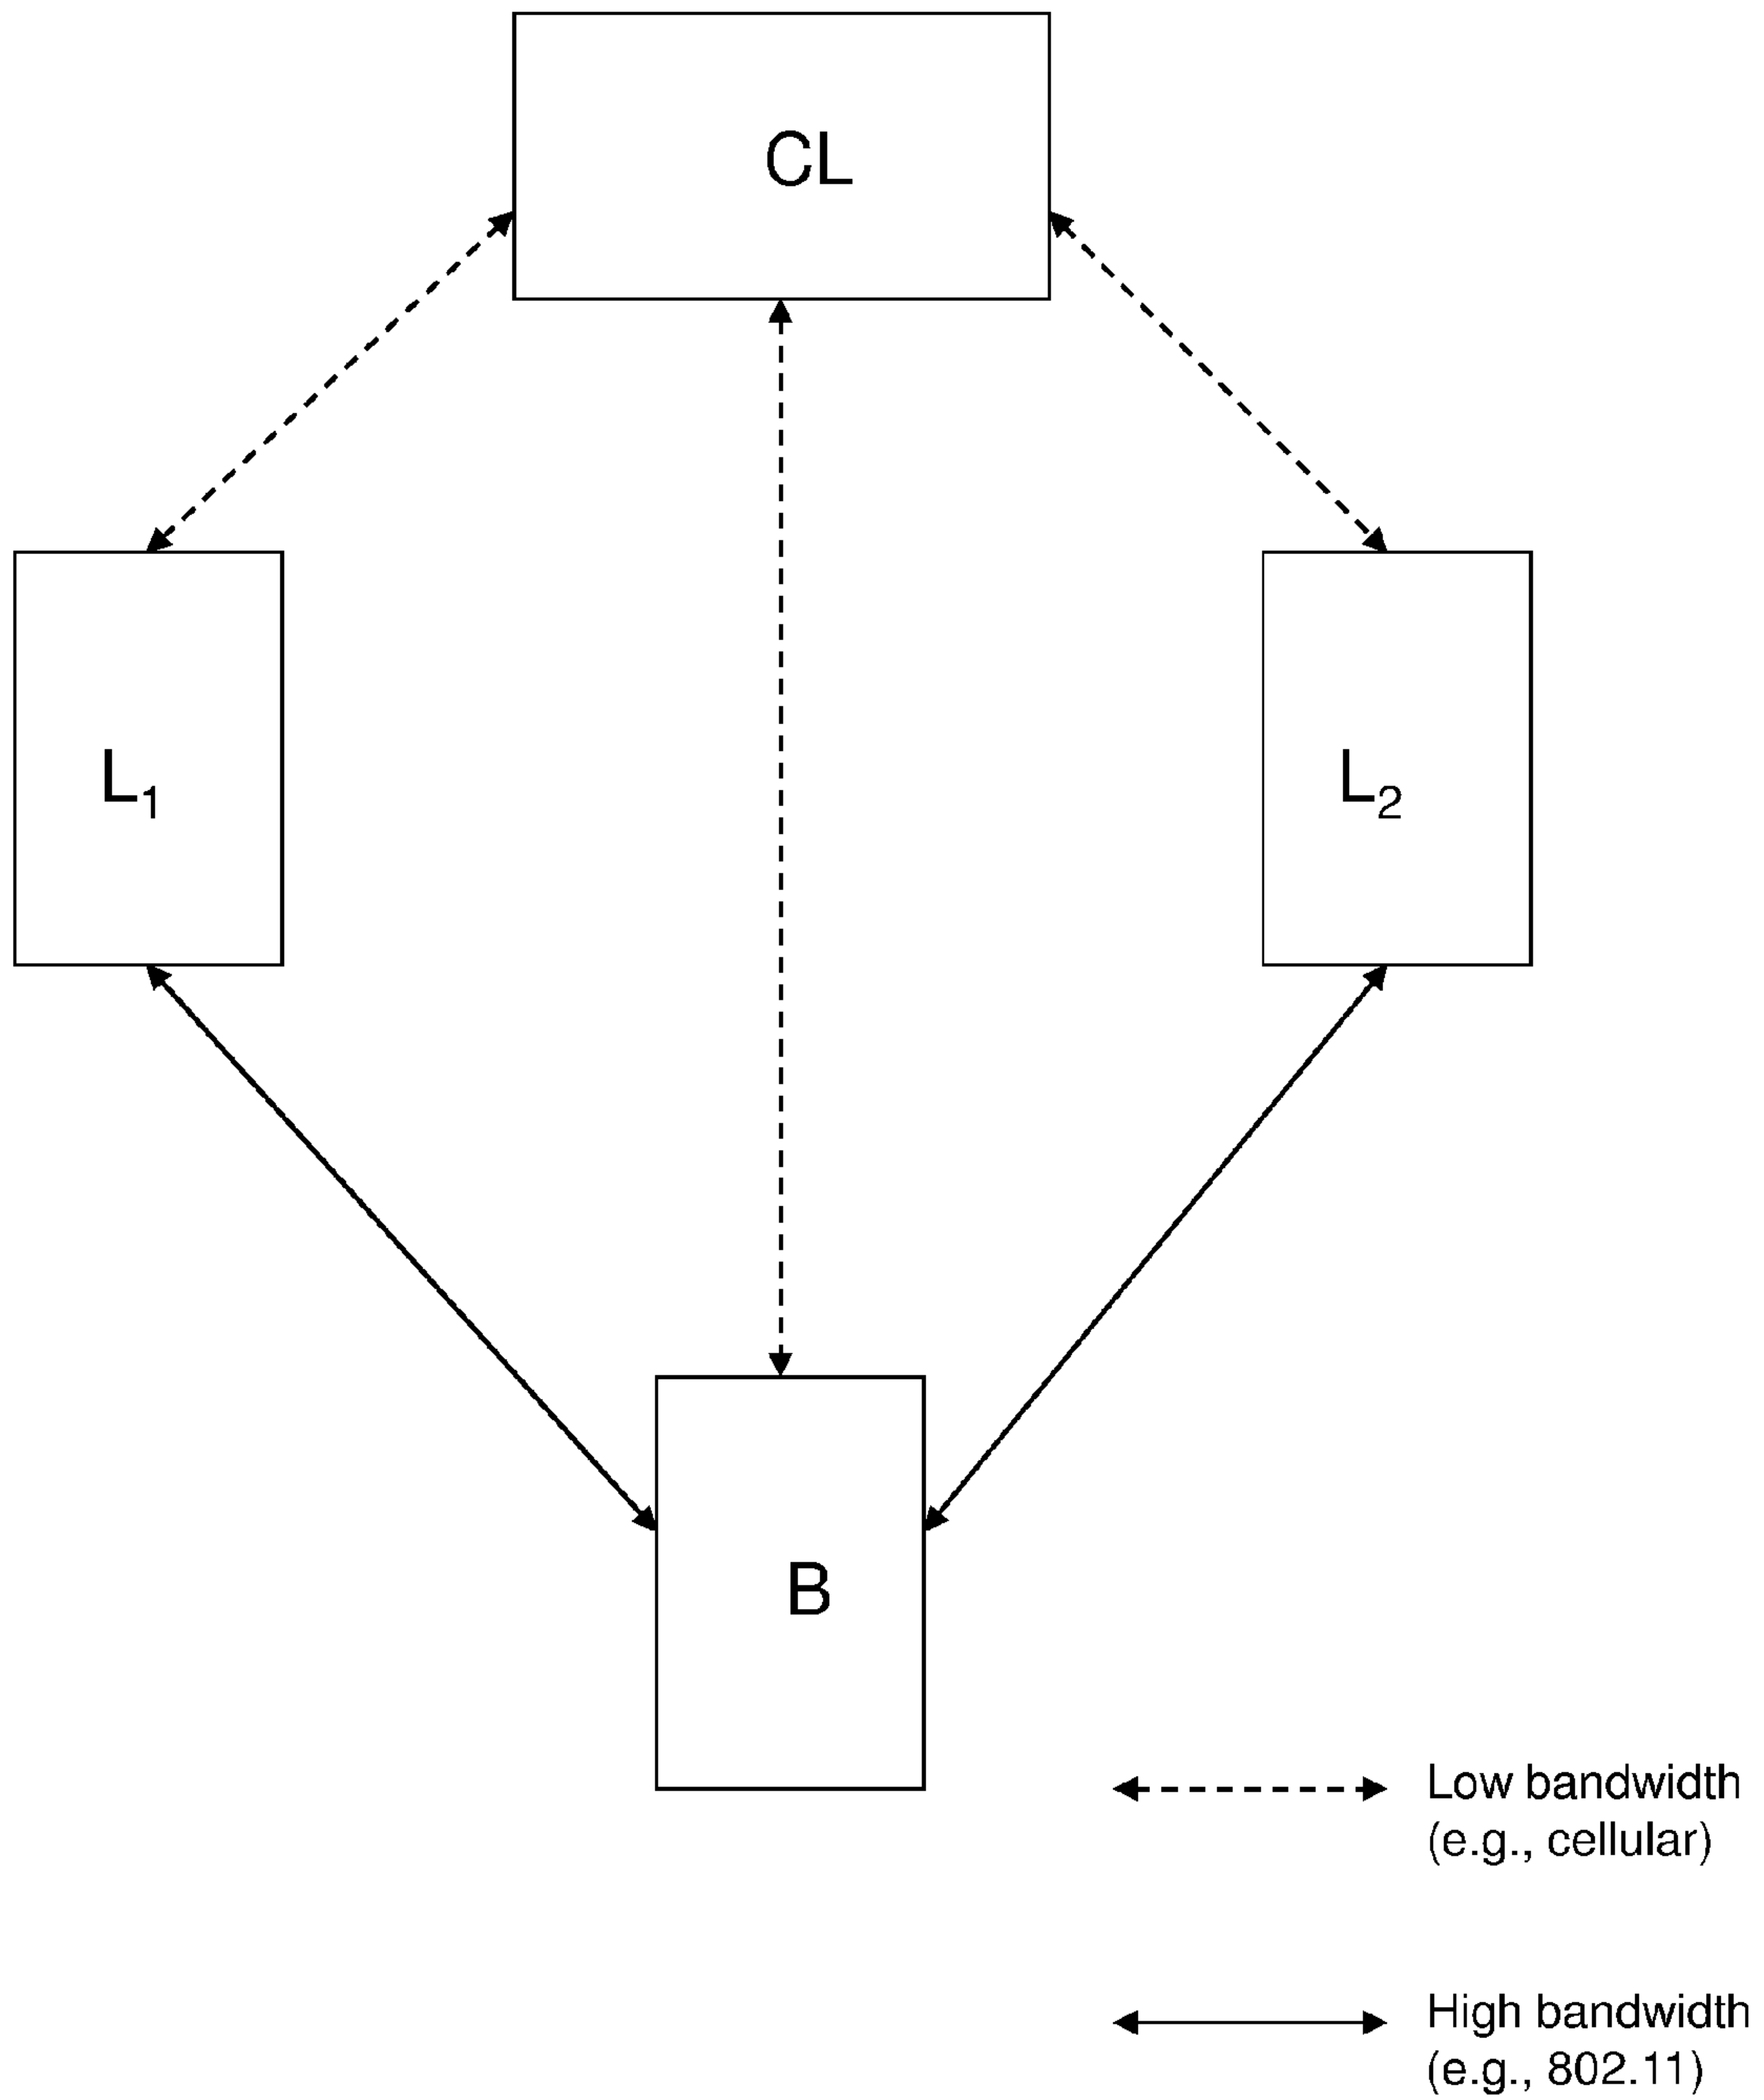 CL
L₁
L₂
B
Low bandwidth
(e.g., cellular)
High bandwidth
(e.g., 802.11)